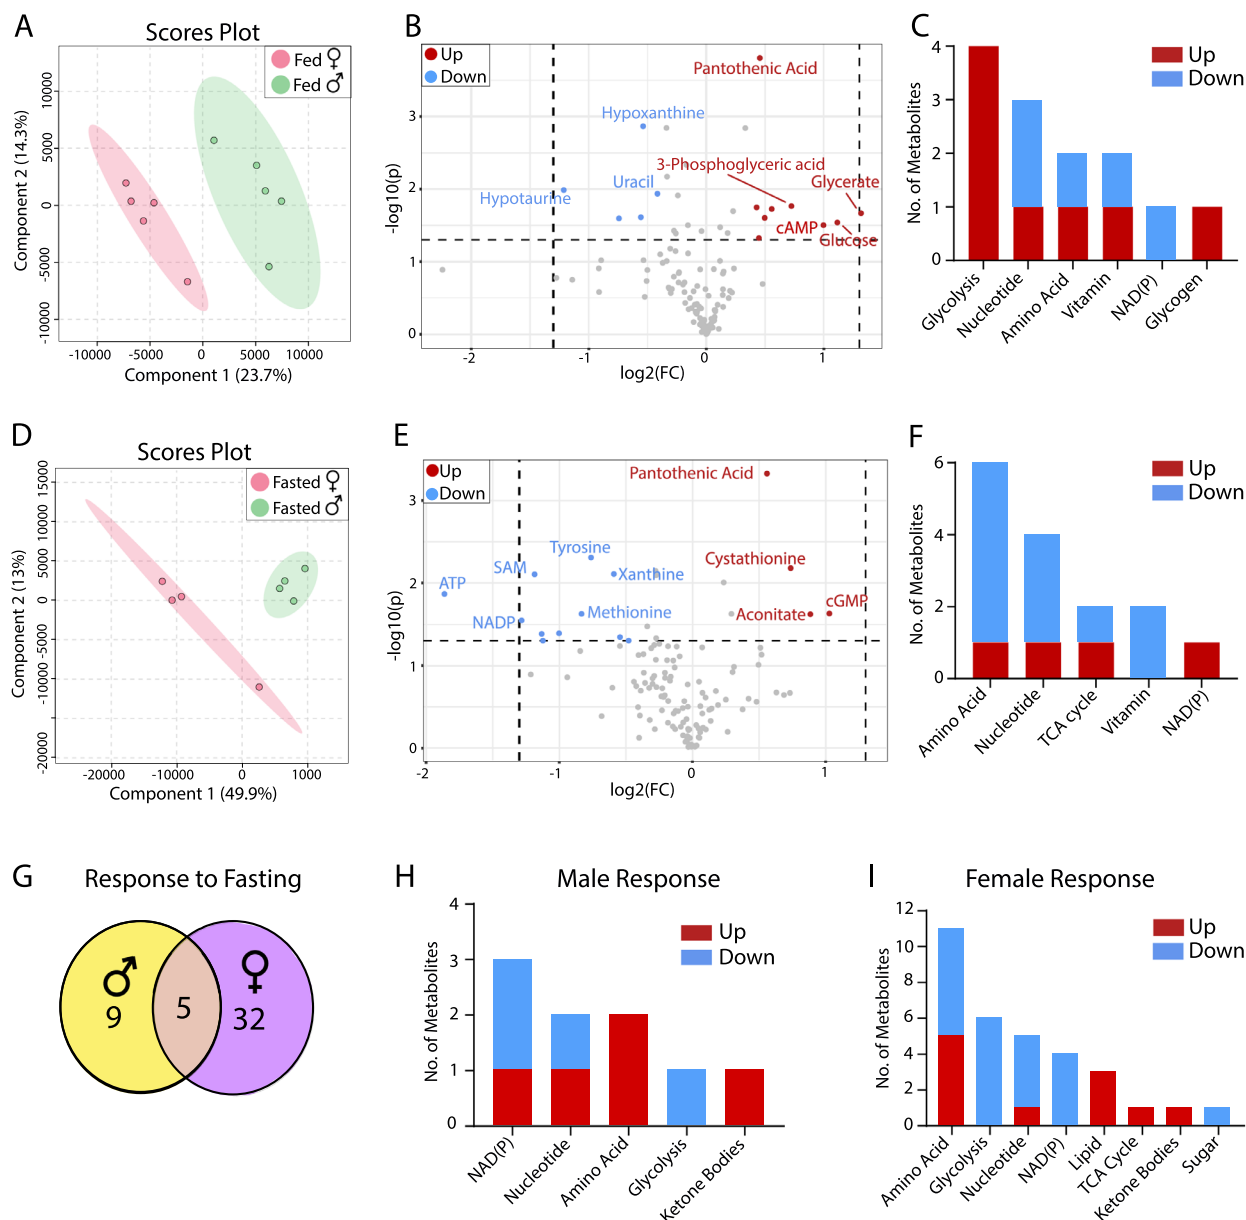 A
Scores Plot
Fed ♀
Fed ♂
Component 2 (14.3%)
10000
5000
0
-5000
-10000
-10000
-5000
0
5000
10000
Component 1 (23.7%)
B
Up
Down
-log10(p)
3
2
1
0
Pantothenic Acid
Hypoxanthine
3-Phosphoglyceric acid
Uracil
Glycerate
Hypotaurine
cAMP
Glucose
-2
-1
0
1
log2(FC)
C
Up
Down
No. of Metabolites
4
3
2
1
0
Glycolysis
Nucleotide
Amino Acid
Vitamin
NAD(P)
Glycogen
D
Scores Plot
Fasted ♀
Fasted ♂
Component 2 (13%)
15000
10000
5000
0
-5000
-10000
-20000
-20000
-10000
0
1000
Component 1 (49.9%)
E
Up
Down
-log10(p)
3
2
1
0
Pantothenic Acid
Tyrosine
Cystathionine
SAM
Xanthine
ATP
cGMP
Methionine
Aconitate
NADP
-2
-1
0
1
log2(FC)
F
Up
Down
No. of Metabolites
6
4
2
0
Amino Acid
Nucleotide
TCA cycle
Vitamin
NAD(P)
G
Response to Fasting
♂
♀
9
5
32
H
Male Response
Up
Down
No. of Metabolites
4
3
2
1
0
NAD(P)
Nucleotide
Amino Acid
Glycolysis
Ketone Bodies
I
Female Response
Up
Down
No. of Metabolites
12
10
8
6
4
2
0
Amino Acid
Glycolysis
Nucleotide
NAD(P)
Lipid
TCA Cycle
Ketone Bodies
Sugar